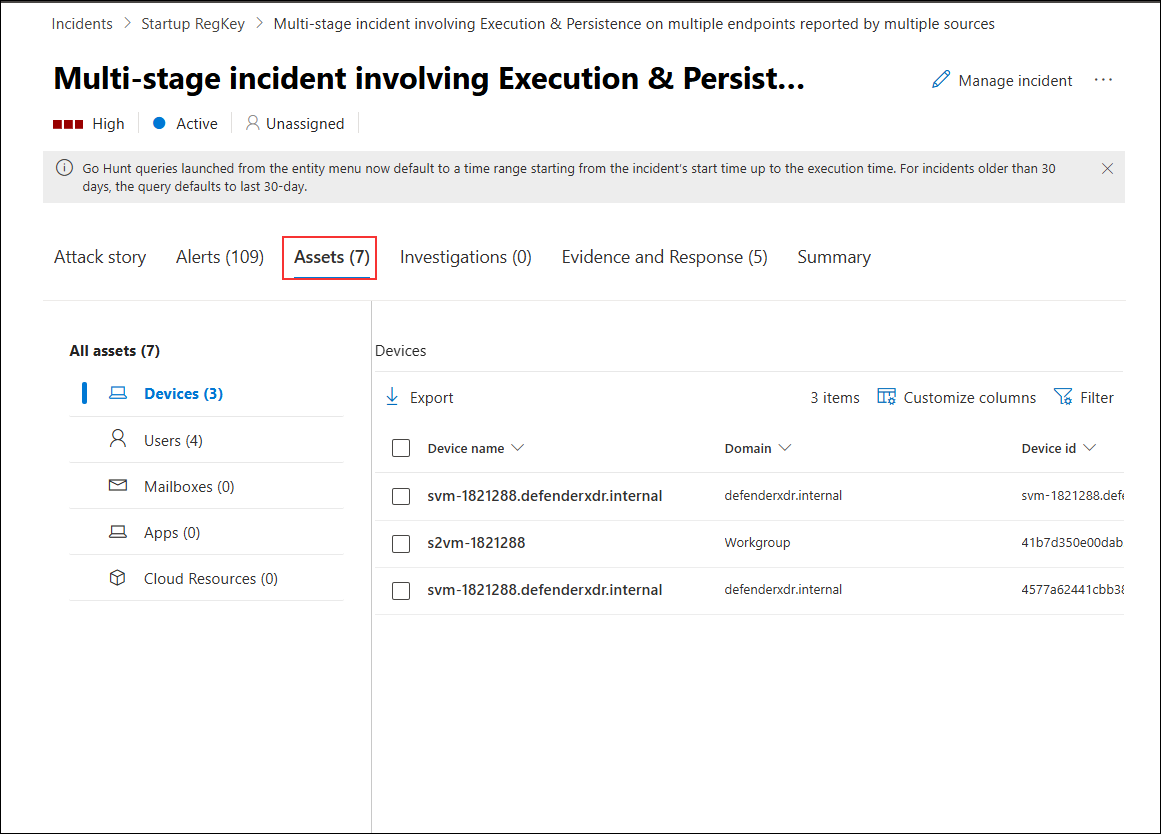 Incidents > Startup RegKey > Multi-stage incident involving Execution & Persistence on multiple endpoints reported by multiple sources
Multi-stage incident involving Execution & Persist...
Manage incident ...
High Active Unassigned
Go Hunt queries launched from the entity menu now default to a time range starting from the incident's start time up to the execution time. For incidents older than 30
days, the query defaults to last 30-day.
Attack story Alerts (109) Assets (7) Investigations (0) Evidence and Response (5) Summary
All assets (7)
Devices (3)
Users (4)
Mailboxes (0)
Apps (0)
Cloud Resources (0)
Devices
Export 3 items Customize columns Filter
Device name Domain Device id
svm-1821288.defenderxdr.internal defenderxdr.internal svm-1821288.defe
s2vm-1821288 Workgroup 41b7d350e00dab
svm-1821288.defenderxdr.internal defenderxdr.internal 4577a62441cbb38